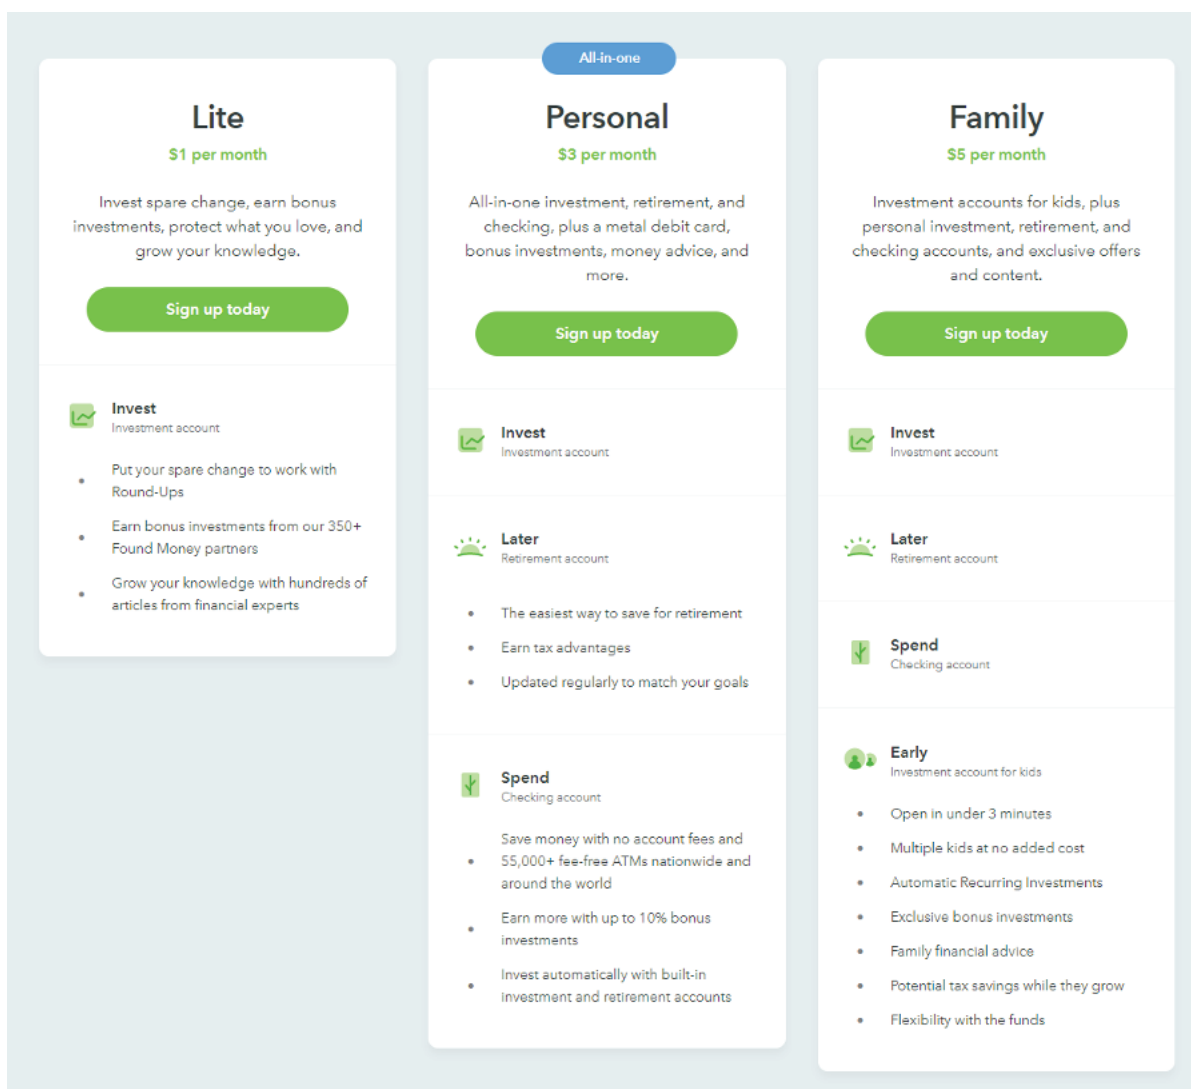 Lite
$1 per month
Invest spare change, earn bonus
investments, protect what you love, and
grow your knowledge.
Sign up today
Invest
Investment account
Put your spare change to work with
Round-Ups
Earn bonus investments from our 350+
Found Money partners
Grow your knowledge with hundreds of
articles from financial experts
All-in-one
Personal
$3 per month
All-in-one investment, retirement, and
checking, plus a metal debit card,
bonus investments, money advice, and
more.
Sign up today
Invest
Investment account
Later
Retirement account
The easiest way to save for retirement
Earn tax advantages
Updated regularly to match your goals
Spend
Checking account
Save money with no account fees and
55,000+ fee-free ATMs nationwide and
around the world
Earn more with up to 10% bonus
investments
Invest automatically with built-in
investment and retirement accounts
Family
$5 per month
Investment accounts for kids, plus
personal investment, retirement, and
checking accounts, and exclusive offers
and content.
Sign up today
Invest
Investment account
Later
Retirement account
Spend
Checking account
Early
Investment account for kids
Open in under 3 minutes
Multiple kids at no added cost
Automatic Recurring Investments
Exclusive bonus investments
Family financial advice
Potential tax savings while they grow
Flexibility with the funds